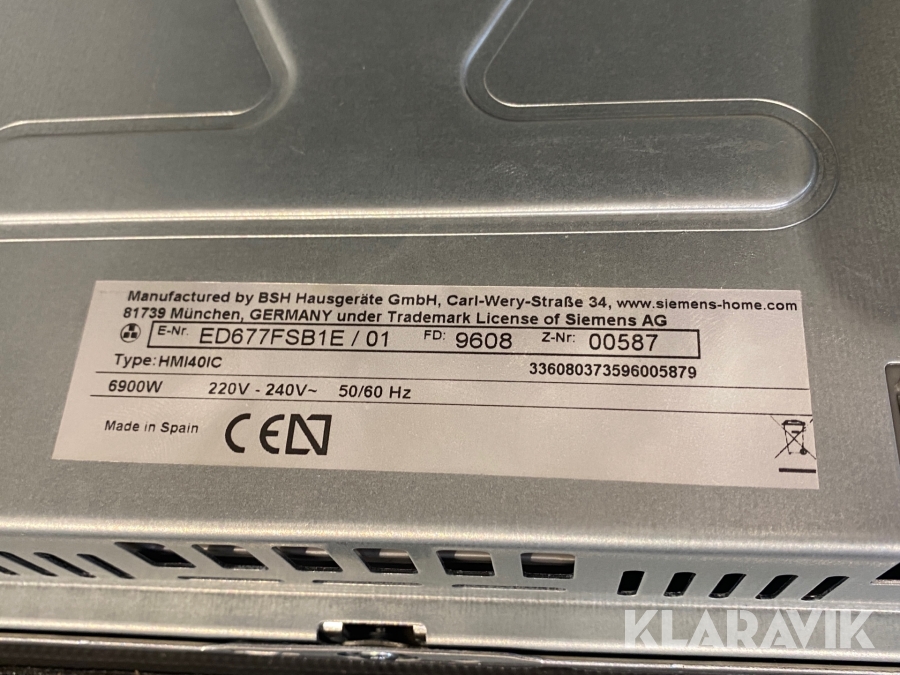 Manufactured by BSH Hausgeräte GmbH, Carl-Wery-Straße 34, www.siemens-home.com
81739 München, GERMANY under Trademark License of Siemens AG
E-Nr. ED677FSB1E / 01 FD: 9608 Z-Nr: 00587
Type: HMI40IC 336080373596005879
6900W 220V - 240V~ 50/60 Hz
Made in Spain CE N
KLARAVIK